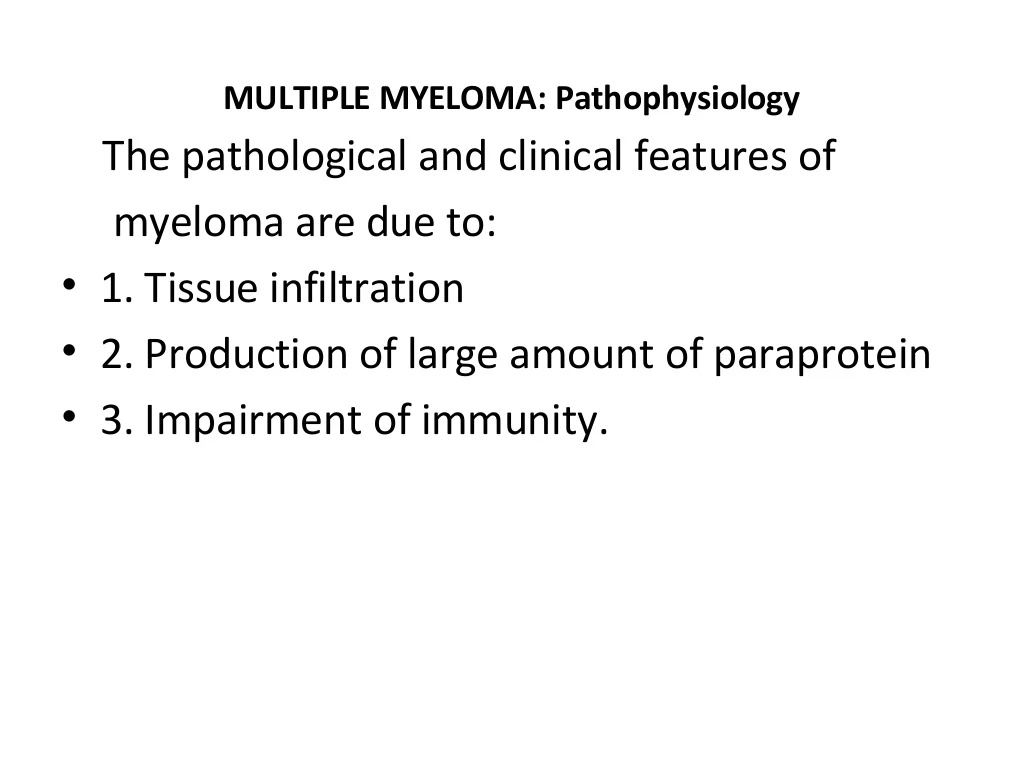 MULTIPLE MYELOMA: Pathophysiology
The pathological and clinical features of
myeloma are due to:
• 1. Tissue infiltration
• 2. Production of large amount of paraprotein
• 3. Impairment of immunity.